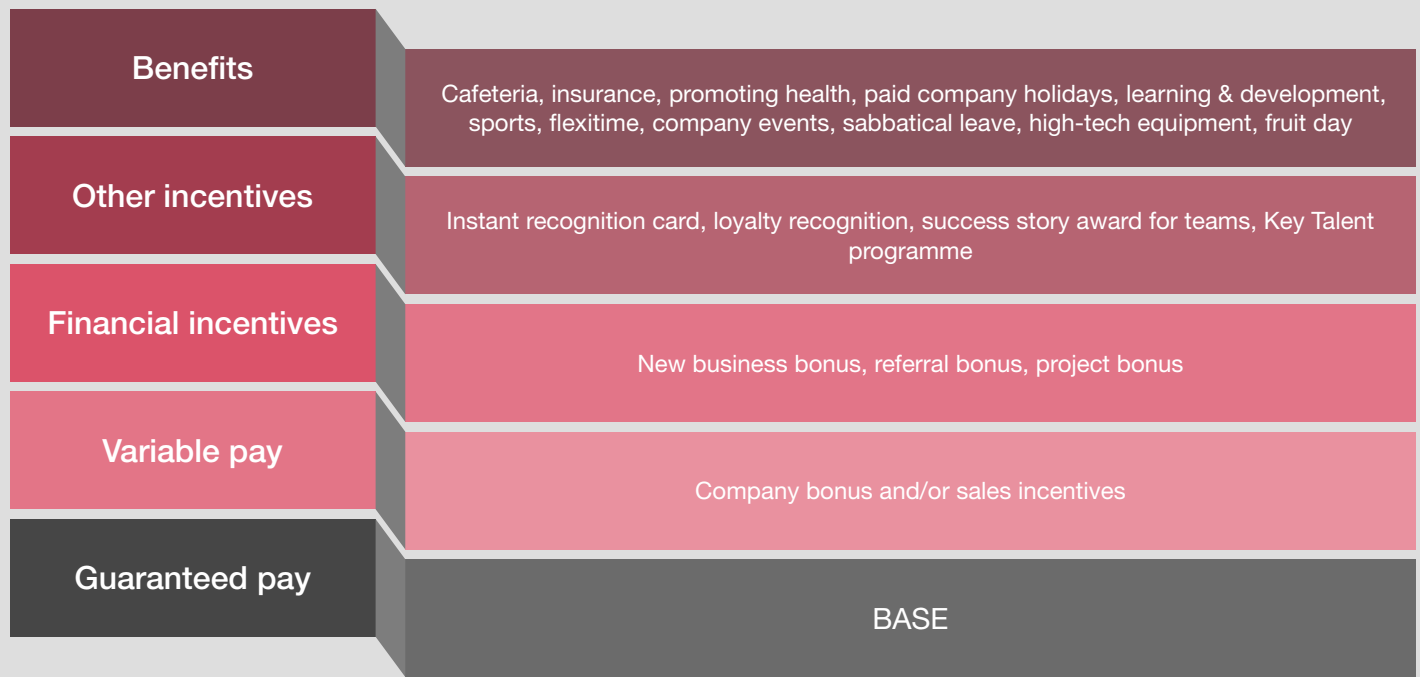 Benefits
Cafeteria, insurance, promoting health, paid company holidays, learning & development,
sports, flexitime, company events, sabbatical leave, high-tech equipment, fruit day
Other incentives
Instant recognition card, loyalty recognition, success story award for teams, Key Talent
programme
Financial incentives
New business bonus, referral bonus, project bonus
Variable pay
Company bonus and/or sales incentives
Guaranteed pay
BASE